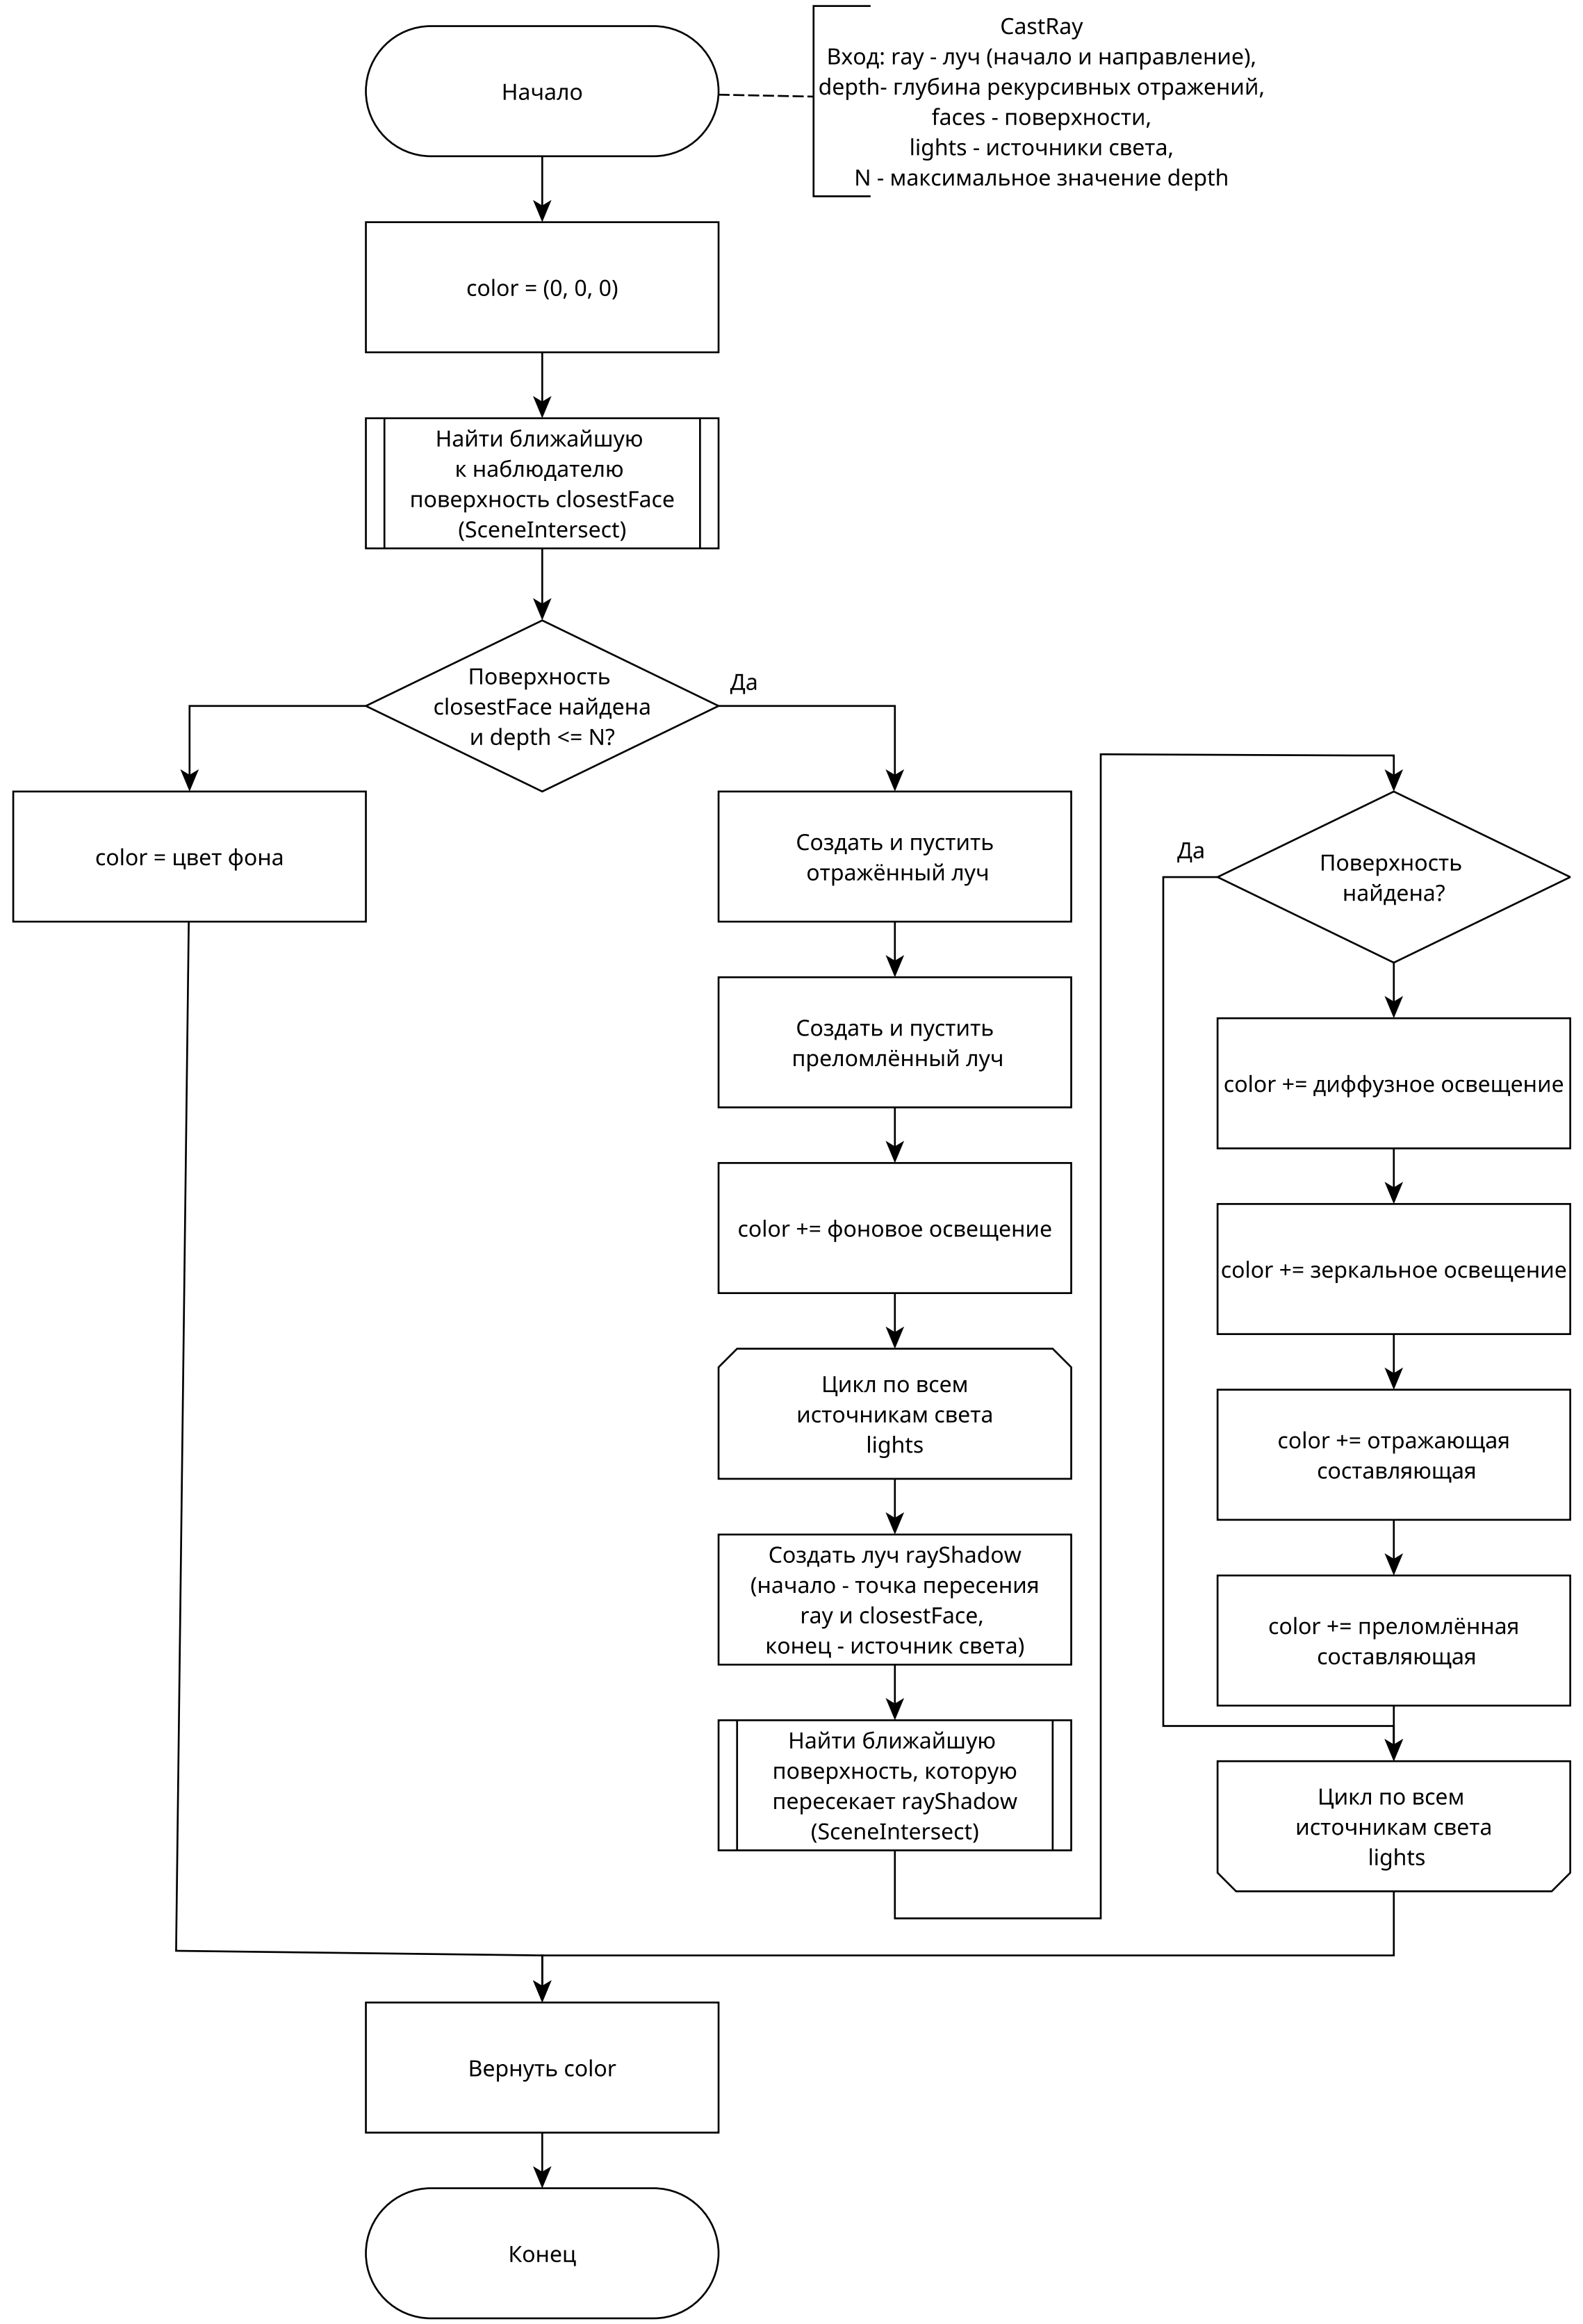 Начало
CastRay
Вход: ray - луч (начало и направление),
depth- глубина рекурсивных отражений,
faces - поверхности,
lights - источники света,
N - максимальное значение depth
color = (0, 0, 0)
Найти ближайшую
к наблюдателю
поверхность closestFace
(SceneIntersect)
Поверхность
closestFace найдена
и depth <= N?
Да
color = цвет фона
Создать и пустить
отражённый луч
Создать и пустить
преломлённый луч
color += фоновое освещение
Цикл по всем
источникам света
lights
Создать луч rayShadow
(начало - точка пересения
ray и closestFace,
конец - источник света)
Найти ближайшую
поверхность, которую
пересекает rayShadow
(SceneIntersect)
Поверхность
найдена?
Да
color += диффузное освещение
color += зеркальное освещение
color += отражающая
составляющая
color += преломлённая
составляющая
Цикл по всем
источникам света
lights
Вернуть color
Конец